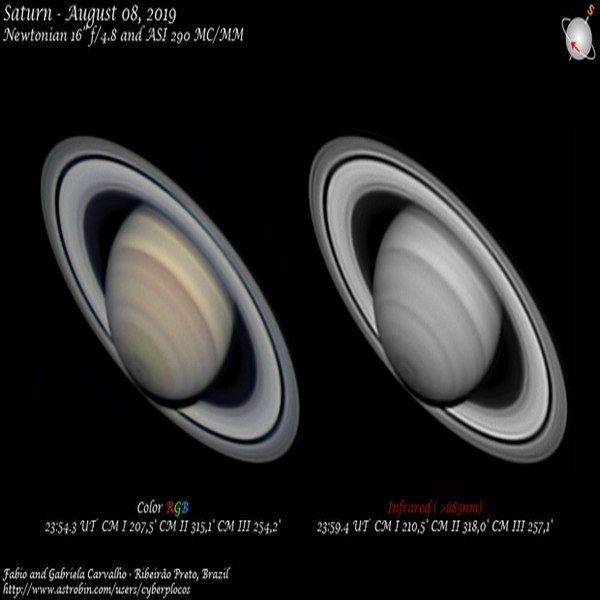 Saturn - August 08, 2019
Newtonian 16" f/4.8 and ASI 290 MC/MM
S
Color RGB
23:54.3 UT CM I 207,5° CM II 315,1° CM III 254,2°
Infrared ( >685nm)
23:59.4 UT CM I 210,5° CM II 318,0° CM III 257,1°
Fabio and Gabriela Carvalho - Ribeirão Preto, Brazil
http://www.astrobin.com/users/cyberplocos